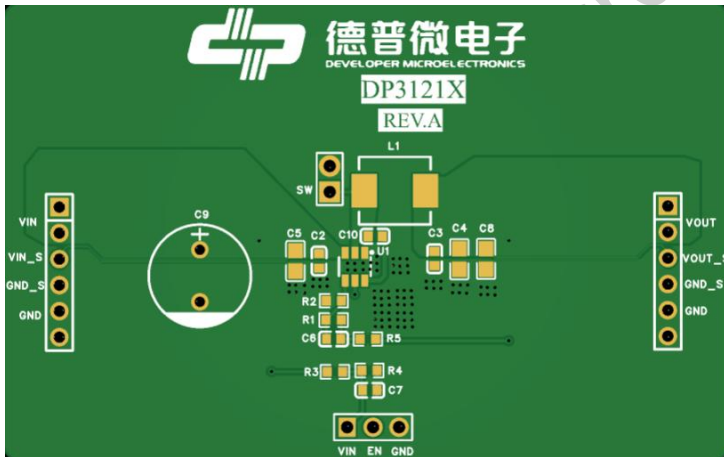 德普微电子
DEVELOPER MICROELECTRONICS
DP3121X
REV.A
L1
SW
C9
VIN
VIN_S
GND_S
GND
C5
C2
C10
U1
C3
C4
C8
VOUT
VOUT_S
GND_S
GND
R2
R1
C6
R5
R3
R4
C7
VIN EN GND